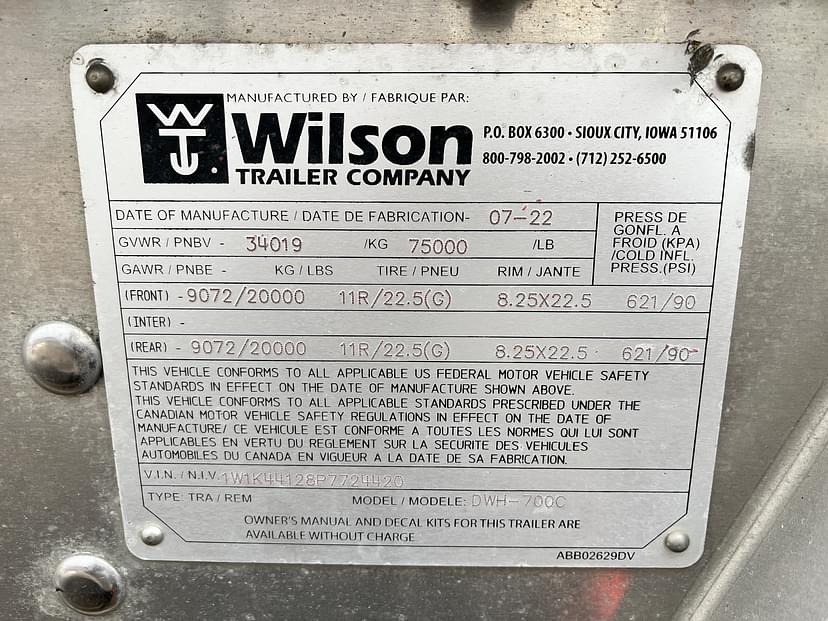 MANUFACTURED BY / FABRIQUE PAR:
Wilson
TRAILER COMPANY
P.O. BOX 6300 • SIOUX CITY, IOWA 51106
800-798-2002 • (712) 252-6500
DATE OF MANUFACTURE / DATE DE FABRICATION- 07-22
GVWR / PNBV - 34019 /KG 75000 /LB
PRESS DE
GONFL. A
FROID (KPA)
/COLD INFL.
PRESS.(PSI)
GAWR / PNBE - KG / LBS TIRE / PNEU RIM / JANTE
(FRONT) - 9072/20000 11R/22.5(G) 8.25X22.5 621/90
(INTER) -
(REAR) - 9072/20000 11R/22.5(G) 8.25X22.5 621/90
THIS VEHICLE CONFORMS TO ALL APPLICABLE US FEDERAL MOTOR VEHICLE SAFETY
STANDARDS IN EFFECT ON THE DATE OF MANUFACTURE SHOWN ABOVE.
THIS VEHICLE CONFORMS TO ALL APPLICABLE STANDARDS PRESCRIBED UNDER THE
CANADIAN MOTOR VEHICLE SAFETY REGULATIONS IN EFFECT ON THE DATE OF
MANUFACTURE/ CE VEHICULE EST CONFORME A TOUTES LES NORMES QUI LUI SONT
APPLICABLES EN VERTU DU REGLEMENT SUR LA SECURITE DES VEHICULES
AUTOMOBILES DU CANADA EN VIGUEUR A LA DATE DE SA FABRICATION.
V.I.N. / N.I.V. 1W1K44128P7724420
TYPE: TRA / REM MODEL / MODELE: DWH-700C
OWNER'S MANUAL AND DECAL KITS FOR THIS TRAILER ARE
AVAILABLE WITHOUT CHARGE
ABB02629DV